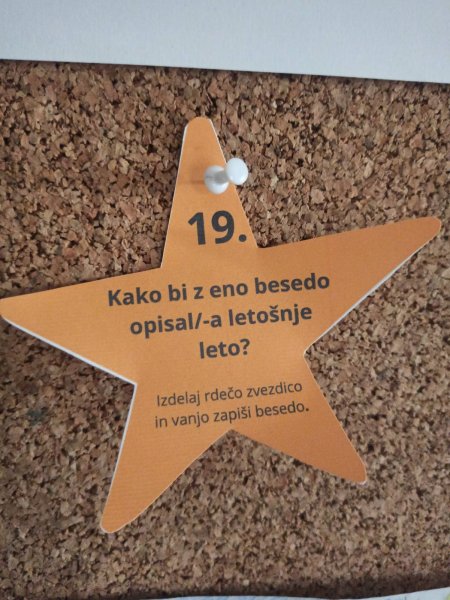 19.
Kako bi z eno besedo
opisal/-a letošnje
leto?
Izdelaj rdečo zvezdico
in vanjo zapiši besedo.